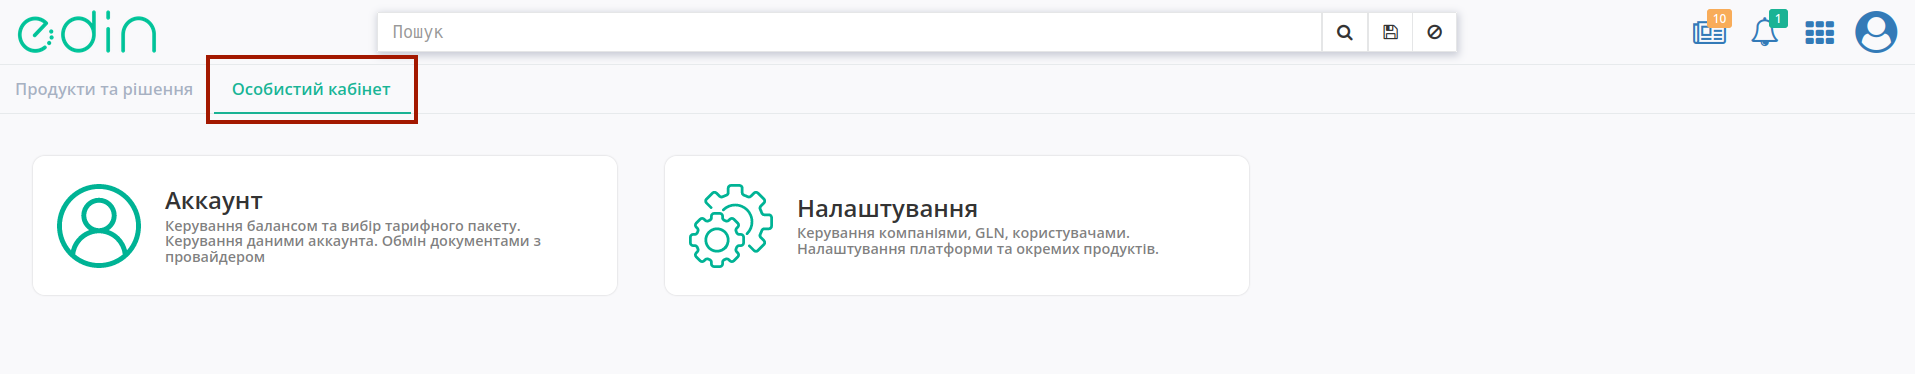 edin
Пошук
10
1
Продукти та рішення
Особистий кабінет
Аккаунт
Керування балансом та вибір тарифного пакету.
Керування даними аккаунта. Обмін документами з
провайдером
Налаштування
Керування компаніями, GLN, користувачами.
Налаштування платформи та окремих продуктів.